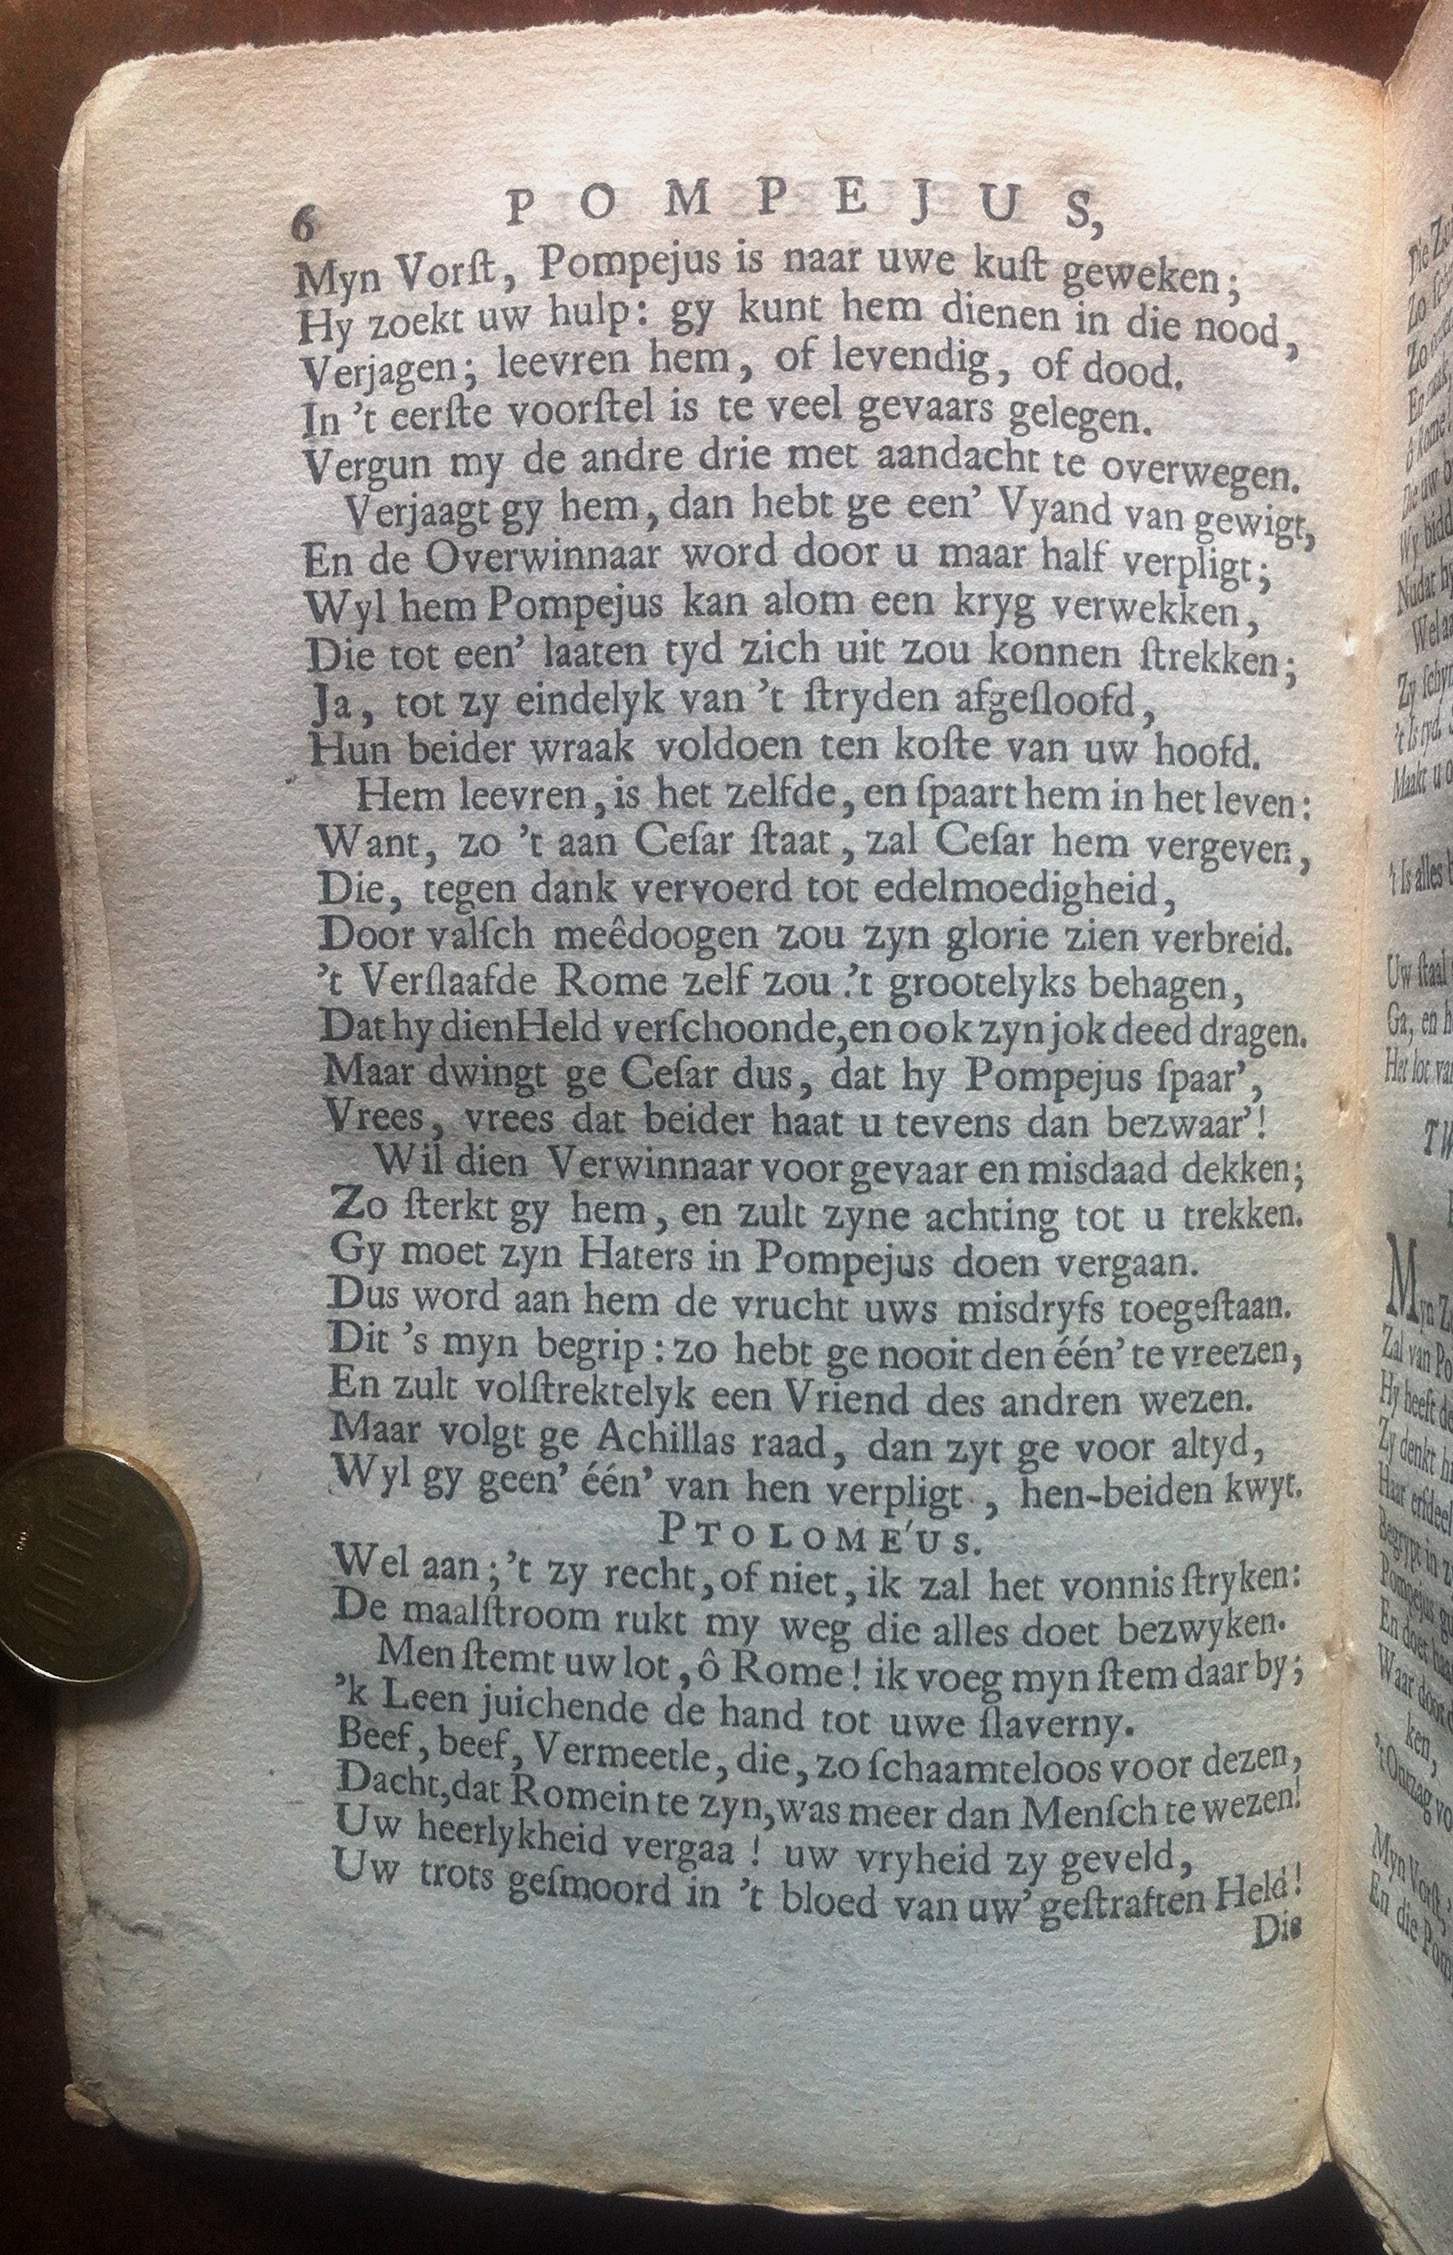 6 POMPEJUS,
Myn Vorſt, Pompejus is naar uwe kuſt geweken;
Hy zoekt uw hulp: gy kunt hem dienen in die nood,
Verjagen; leevren hem, of levendig, of dood.
In 't eerſte voorſtel is te veel gevaars gelegen.
Vergun my de andre drie met aandacht te overwegen.
Verjaagt gy hem, dan hebt ge een' Vyand van gewigt,
En de Overwinnaar word door u maar half verpligt;
Wyl hem Pompejus kan alom een kryg verwekken,
Die tot een' laaten tyd zich uit zou konnen ſtrekken;
Ja, tot zy eindelyk van 't ſtryden afgeſloofd,
Hun beider wraak voldoen ten koſte van uw hoofd.
Hem leevren, is het zelfde, en ſpaart hem in het leven:
Want, zo 't aan Ceſar ſtaat, zal Ceſar hem vergeven,
Die, tegen dank vervoerd tot edelmoedigheid,
Door valſch meêdoogen zou zyn glorie zien verbreid.
't Verſlaafde Rome zelf zou 't grootelyks behagen,
Dat hy dien Held verſchoonde, en ook zyn jok deed dragen.
Maar dwingt ge Ceſar dus, dat hy Pompejus ſpaar',
Vrees, vrees dat beider haat u tevens dan bezwaar'!
Wil dien Verwinnaar voor gevaar en misdaad dekken;
Zo ſterkt gy hem, en zult zyne achting tot u trekken.
Gy moet zyn Haters in Pompejus doen vergaan.
Dus word aan hem de vrucht uws misdryfs toegeſtaan.
Dit 's myn begrip: zo hebt ge nooit den één' te vreezen,
En zult volſtrektelyk een Vriend des andren wezen.
Maar volgt ge Achillas raad, dan zyt ge voor altyd,
Wyl gy geen' één' van hen verpligt, hen-beiden kwyt.
PTOLOME'US.
Wel aan; 't zy recht, of niet, ik zal het vonnis ſtryken:
De maalſtroom rukt my weg die alles doet bezwyken.
Men ſtemt uw lot, ô Rome! ik voeg myn ſtem daar by;
'k Leen juichende de hand tot uwe ſlaverny.
Beef, beef, Vermeetle, die, zo ſchaamteloos voor dezen,
Dacht, dat Romein te zyn, was meer dan Menſch te wezen!
Uw heerlykheid vergaa! uw vryheid zy geveld,
Uw trots geſmoord in 't bloed van uw' geſtraften Held!
Die